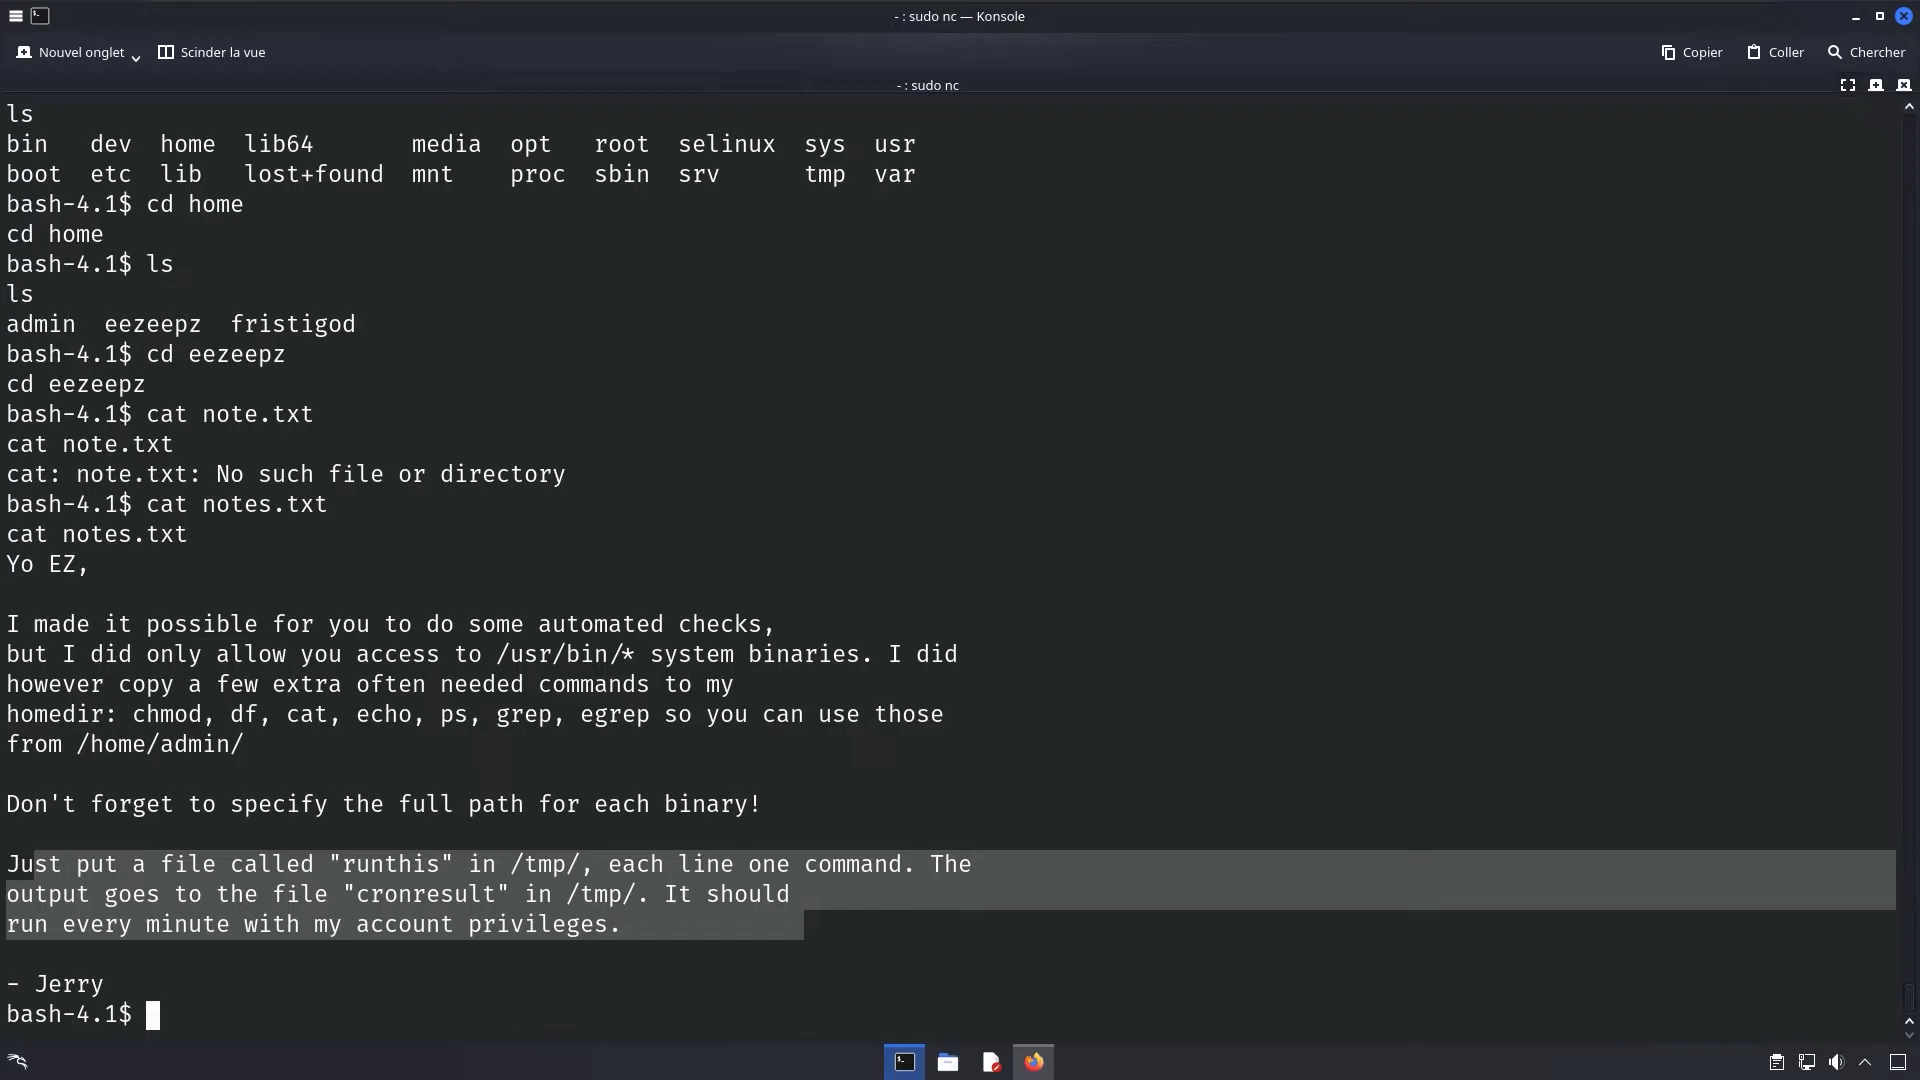 - : sudo nc — Konsole
Nouvel onglet Scinder la vue Copier Coller Chercher
- : sudo nc
ls
bin dev home lib64 media opt root selinux sys usr
boot etc lib lost+found mnt proc sbin srv tmp var
bash-4.1$ cd home
cd home
bash-4.1$ ls
ls
admin eezeepz fristigod
bash-4.1$ cd eezeepz
cd eezeepz
bash-4.1$ cat note.txt
cat note.txt
cat: note.txt: No such file or directory
bash-4.1$ cat notes.txt
cat notes.txt
Yo EZ,
I made it possible for you to do some automated checks,
but I did only allow you access to /usr/bin/* system binaries. I did
however copy a few extra often needed commands to my
homedir: chmod, df, cat, echo, ps, grep, egrep so you can use those
from /home/admin/
Don't forget to specify the full path for each binary!
Just put a file called "runthis" in /tmp/, each line one command. The
output goes to the file "cronresult" in /tmp/. It should
run every minute with my account privileges.
- Jerry
bash-4.1$